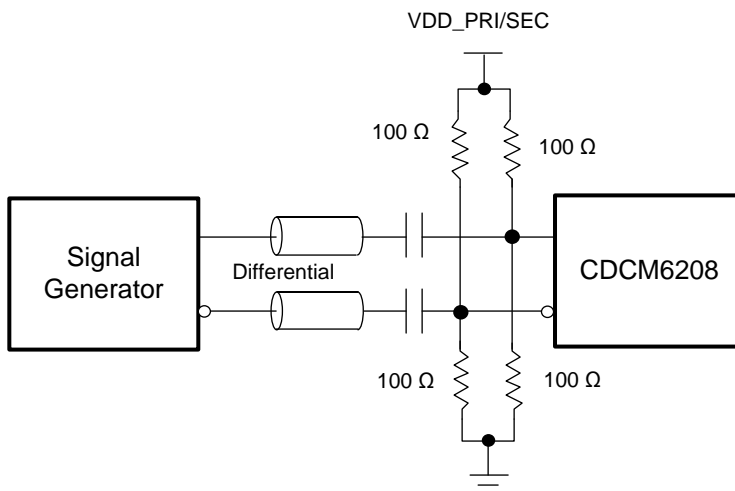 VDD_PRI/SEC
100 Ω
100 Ω
Signal
Generator
Differential
CDCM6208
100 Ω
100 Ω